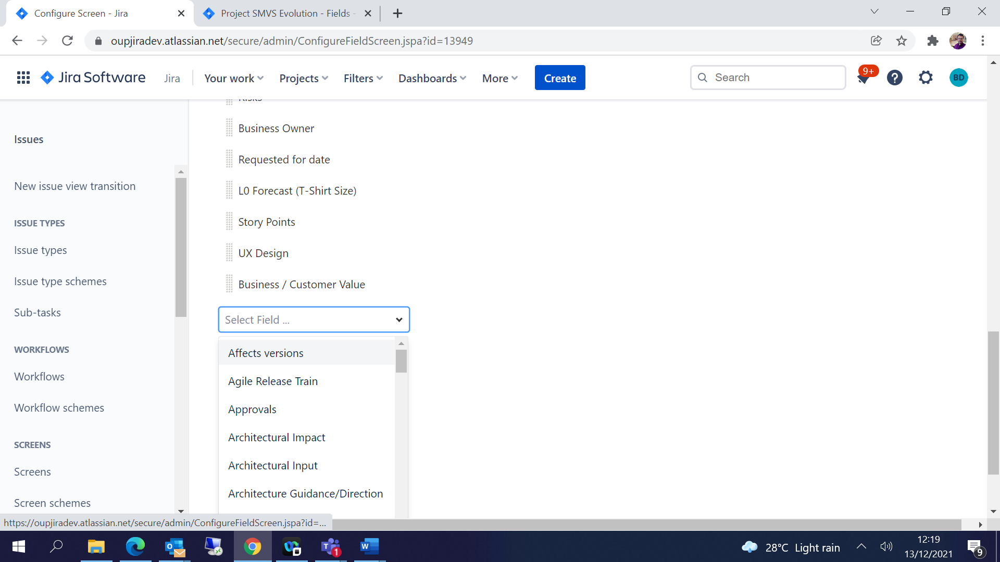 Configure Screen - Jira
Project SMVS Evolution - Fields -
oupjiradev.atlassian.net/secure/admin/ConfigureFieldScreen.jspa?id=13949
Jira Software
Jira
Your work
Projects
Filters
Dashboards
More
Create
Search
9+
BD
Issues
New issue view transition
ISSUE TYPES
Issue types
Issue type schemes
Sub-tasks
WORKFLOWS
Workflows
Workflow schemes
SCREENS
Screens
Screen schemes
Risks
Business Owner
Requested for date
L0 Forecast (T-Shirt Size)
Story Points
UX Design
Business / Customer Value
Select Field ...
Affects versions
Agile Release Train
Approvals
Architectural Impact
Architectural Input
Architecture Guidance/Direction
https://oupjiradev.atlassian.net/secure/admin/ConfigureFieldScreen.jspa?id=...
28°C Light rain
12:19
13/12/2021
9
1